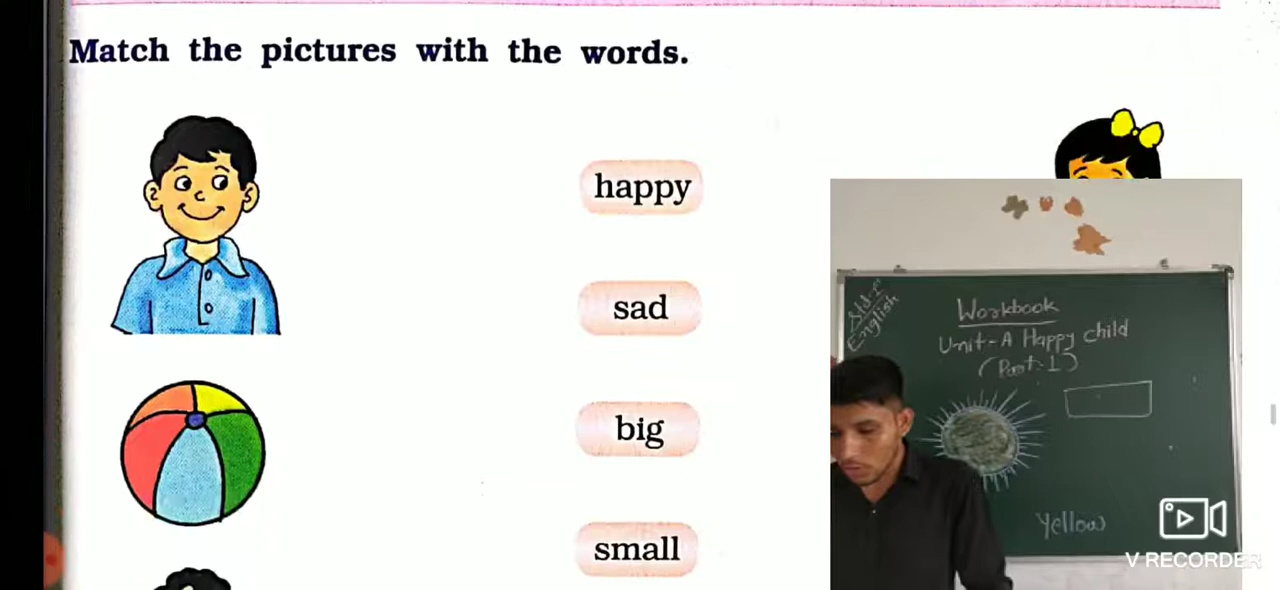 Match the pictures with the words.
happy
sad
big
small
English
Workbook
Unit-A Happy child
(Part-1)
Yellow
V RECORDER